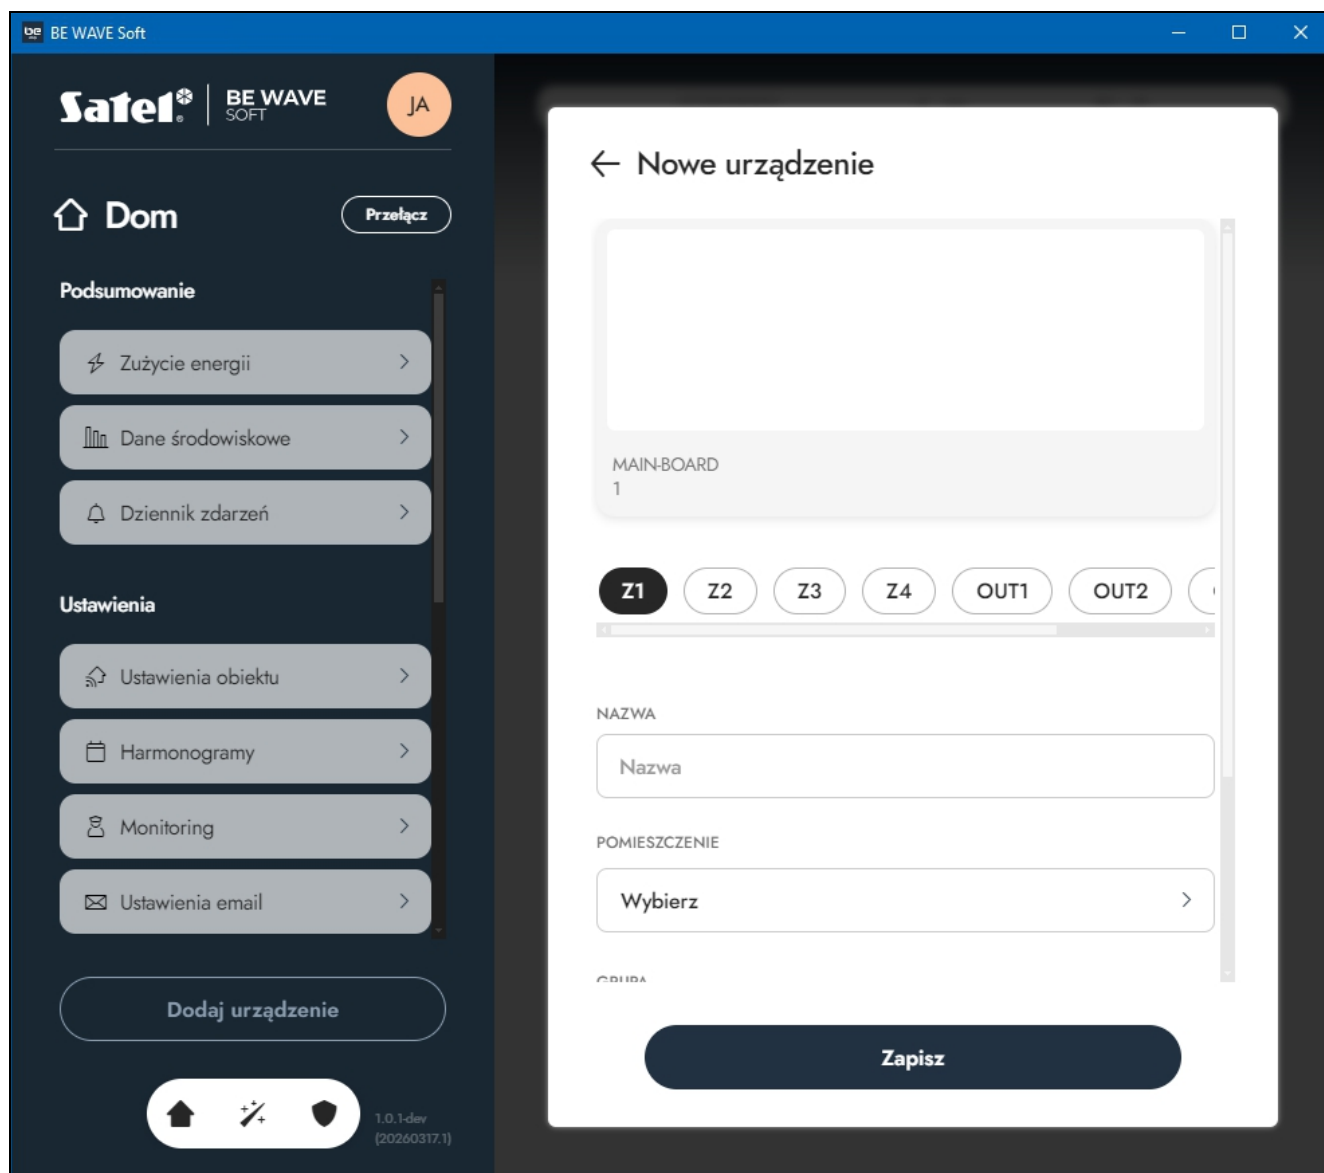 be BE WAVE Soft
Satel® BE WAVE SOFT JA
Dom Przełącz
Podsumowanie
Zużycie energii
Dane środowiskowe
Dziennik zdarzeń
Ustawienia
Ustawienia obiektu
Harmonogramy
Monitoring
Ustawienia email
Dodaj urządzenie
1.0.1-dev
(20260317.1)
Nowe urządzenie
MAIN-BOARD
1
Z1 Z2 Z3 Z4 OUT1 OUT2
NAZWA
Nazwa
POMIESZCZENIE
Wybierz
GRUPA
Zapisz